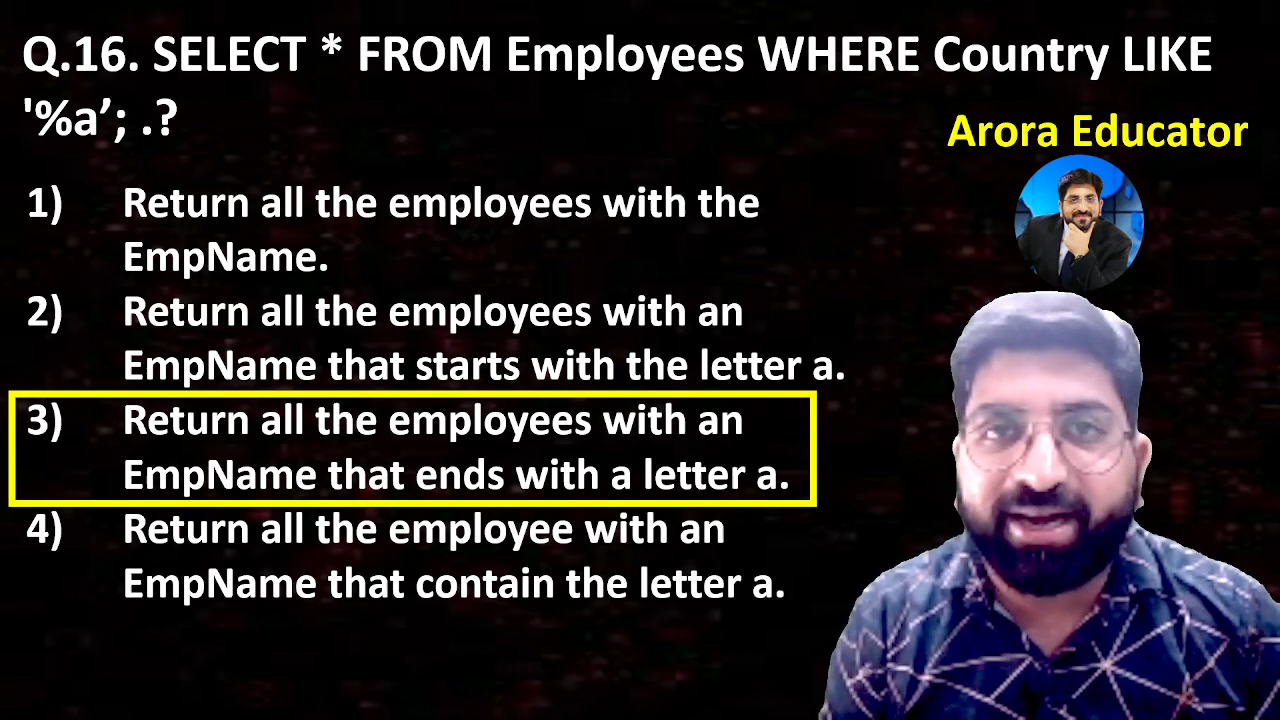 Q.16. SELECT * FROM Employees WHERE Country LIKE
'%a’; .?
Arora Educator
1) Return all the employees with the
EmpName.
2) Return all the employees with an
EmpName that starts with the letter a.
3) Return all the employees with an
EmpName that ends with a letter a.
4) Return all the employee with an
EmpName that contain the letter a.